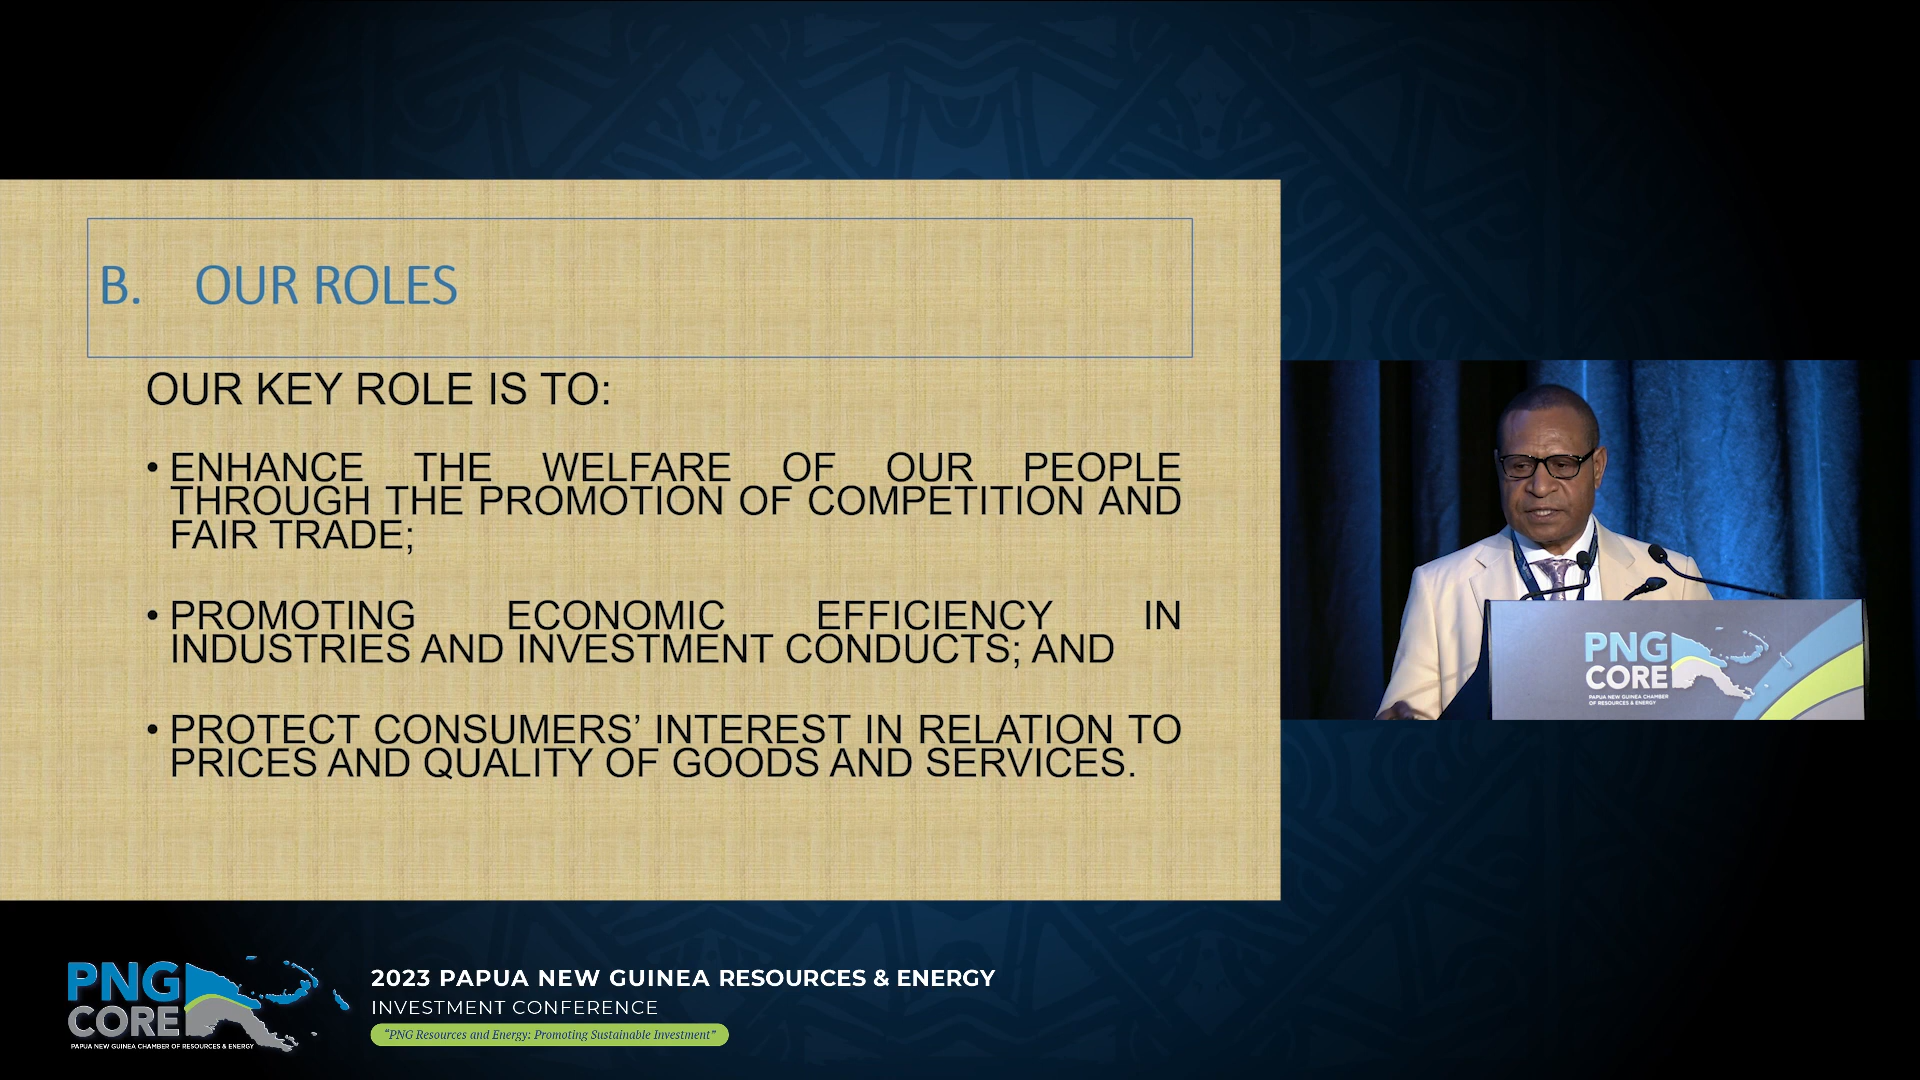 B. OUR ROLES
OUR KEY ROLE IS TO:
• ENHANCE THE WELFARE OF OUR PEOPLE
THROUGH THE PROMOTION OF COMPETITION AND
FAIR TRADE;
• PROMOTING ECONOMIC EFFICIENCY IN
INDUSTRIES AND INVESTMENT CONDUCTS; AND
• PROTECT CONSUMERS’ INTEREST IN RELATION TO
PRICES AND QUALITY OF GOODS AND SERVICES.
PNG
CORE
PAPUA NEW GUINEA CHAMBER
OF RESOURCES & ENERGY
PNG
CORE
PAPUA NEW GUINEA CHAMBER OF RESOURCES & ENERGY
2023 PAPUA NEW GUINEA RESOURCES & ENERGY
INVESTMENT CONFERENCE
“PNG Resources and Energy: Promoting Sustainable Investment”